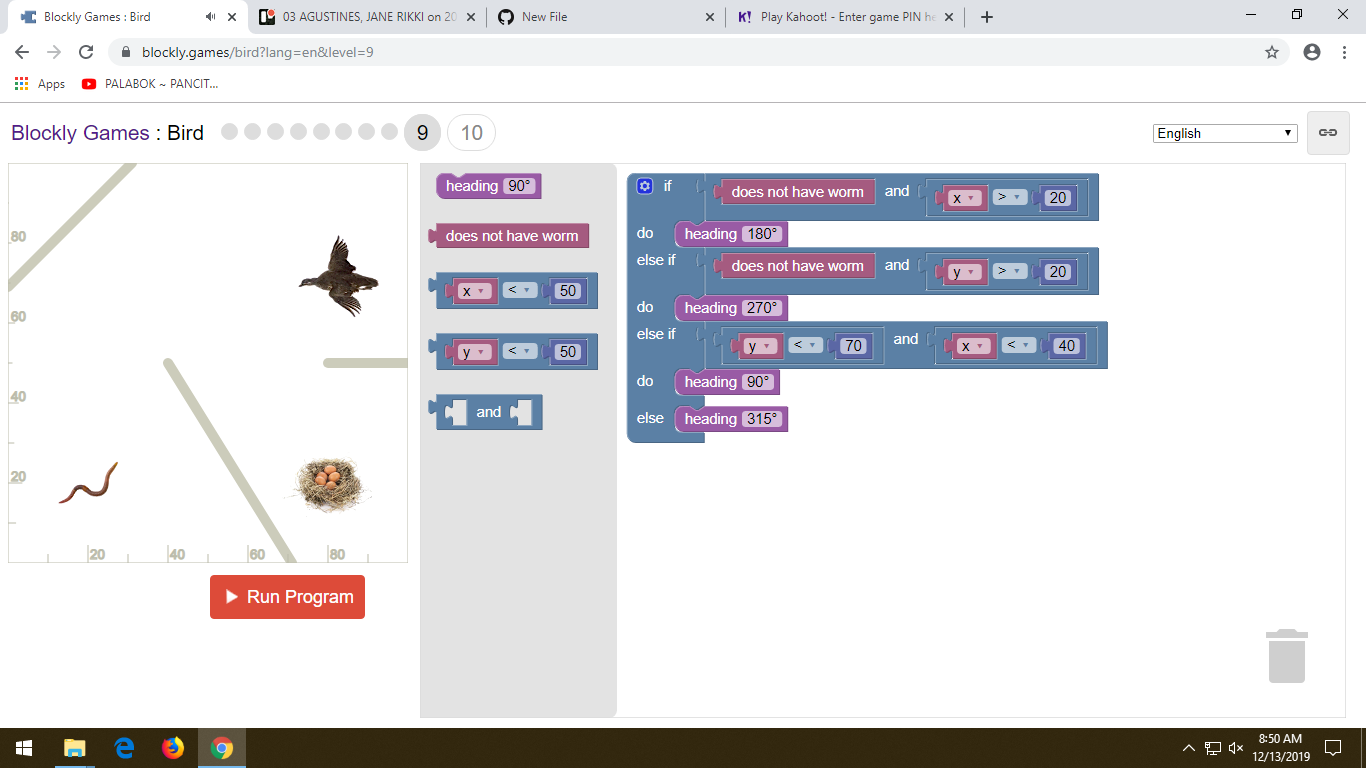 Blockly Games : Bird
03 AGUSTINES, JANE RIKKI on 20
New File
Play Kahoot! - Enter game PIN he
blockly.games/bird?lang=en&level=9
Apps
PALABOK ~ PANCIT...
Blockly Games : Bird
9
10
English
80
60
40
20
20
40
60
80
Run Program
heading 90°
does not have worm
x < 50
y < 50
and
if does not have worm and x > 20
do heading 180°
else if does not have worm and y > 20
do heading 270°
else if y < 70 and x < 40
do heading 90°
else heading 315°
8:50 AM
12/13/2019